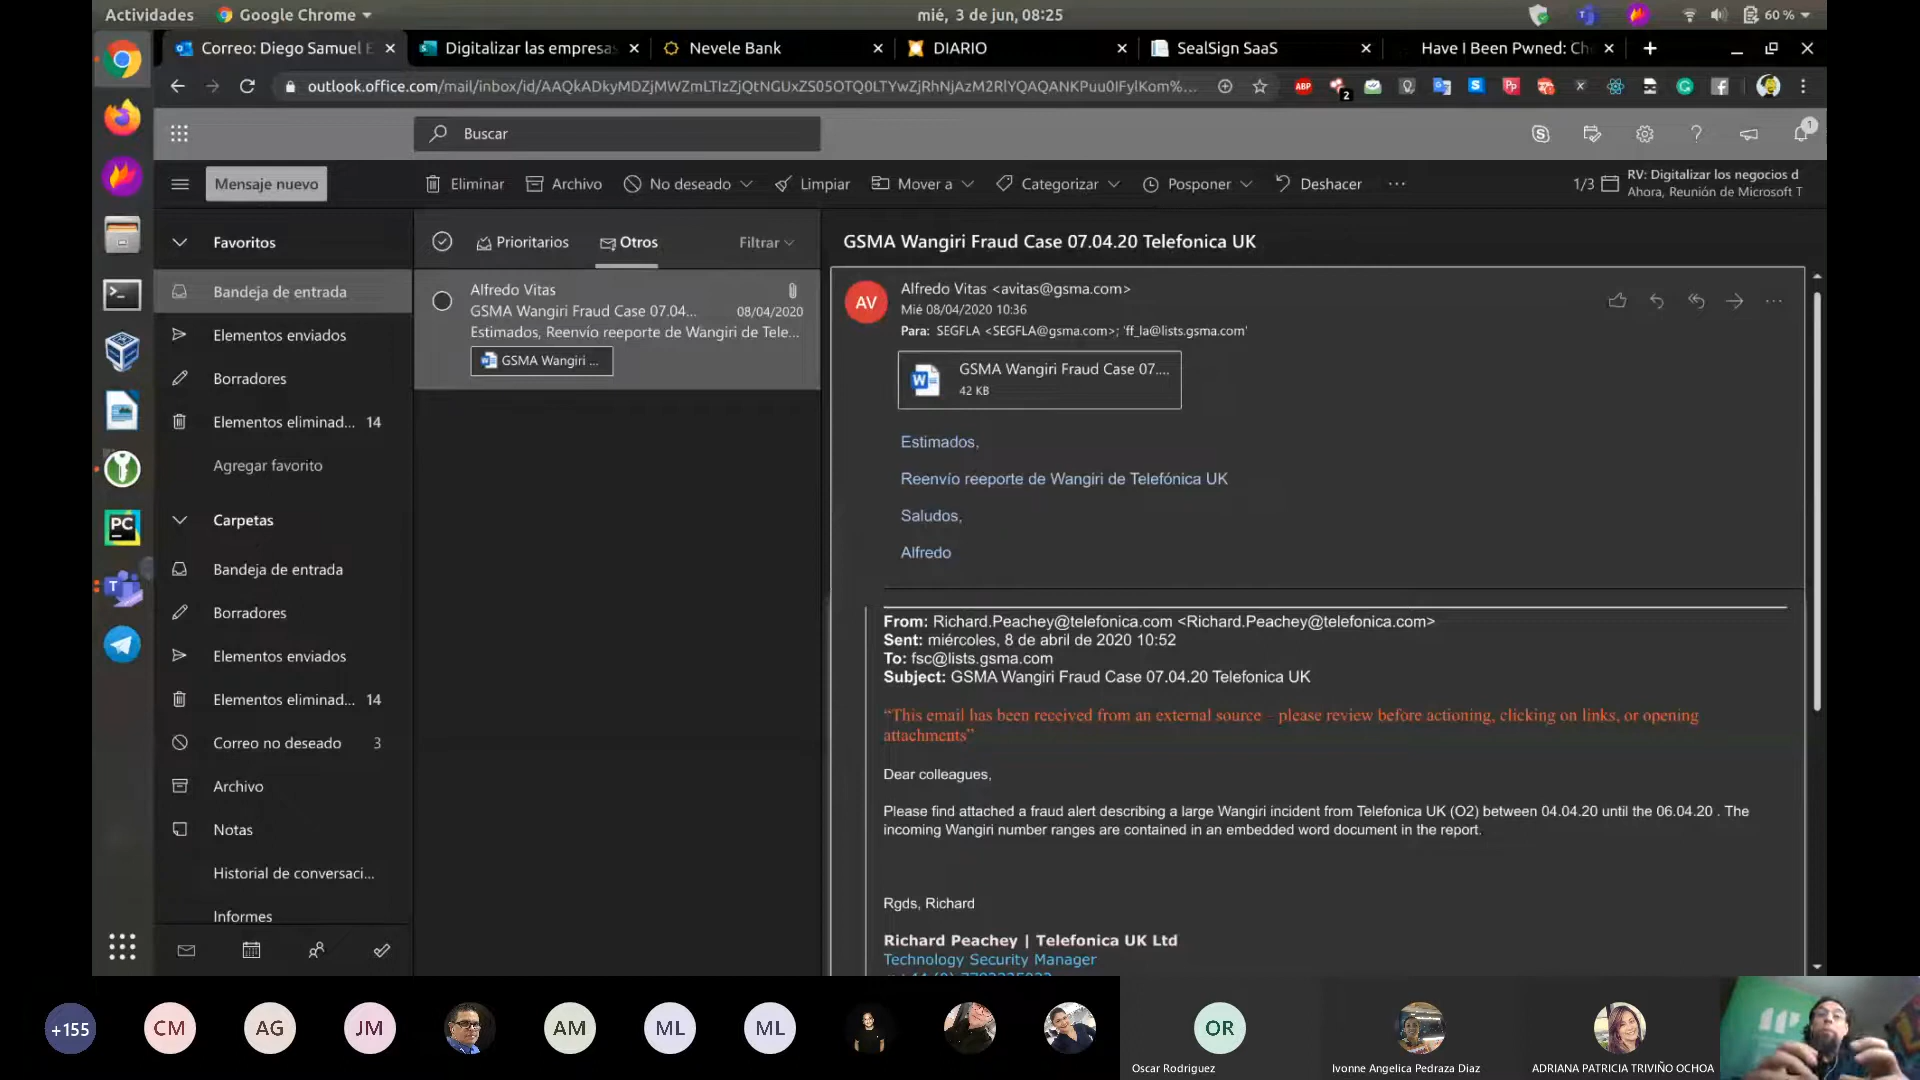 Actividades
Google Chrome
mié, 3 de jun, 08:25
60 %
Correo: Diego Samuel E
Digitalizar las empresas
Nevele Bank
DIARIO
SealSign SaaS
Have I Been Pwned: Ch
outlook.office.com/mail/inbox/id/
ABP
2
Buscar
1
Mensaje nuevo
Eliminar
Archivo
No deseado
Limpiar
Mover a
Categorizar
Posponer
Deshacer
1/3
RV: Digitalizar los negocios d
Ahora, Reunión de Microsoft T
Favoritos
Bandeja de entrada
Elementos enviados
Borradores
Elementos eliminad... 14
Agregar favorito
Carpetas
Bandeja de entrada
Borradores
Elementos enviados
Elementos eliminad... 14
Correo no deseado 3
Archivo
Notas
Historial de conversaci...
Informes
Prioritarios
Otros
Filtrar
Alfredo Vitas
GSMA Wangiri Fraud Case 07.04... 08/04/2020
Estimados, Reenvío reeporte de Wangiri de Tele...
GSMA Wangiri ...
GSMA Wangiri Fraud Case 07.04.20 Telefonica UK
AV
Alfredo Vitas <avitas@gsma.com>
Mié 08/04/2020 10:36
Para: SEGFLA <SEGFLA@gsma.com>; 'ff_la@lists.gsma.com'
GSMA Wangiri Fraud Case 07....
42 KB
Estimados,
Reenvío reeporte de Wangiri de Telefónica UK
Saludos,
Alfredo
From: Richard.Peachey@telefonica.com <Richard.Peachey@telefonica.com>
Sent: miércoles, 8 de abril de 2020 10:52
To: fsc@lists.gsma.com
Subject: GSMA Wangiri Fraud Case 07.04.20 Telefonica UK
“This email has been received from an external source – please review before actioning, clicking on links, or opening
attachments”
Dear colleagues,
Please find attached a fraud alert describing a large Wangiri incident from Telefonica UK (O2) between 04.04.20 until the 06.04.20 . The
incoming Wangiri number ranges are contained in an embedded word document in the report.
Rgds, Richard
Richard Peachey | Telefonica UK Ltd
Technology Security Manager
+155
CM
AG
JM
AM
ML
ML
OR
Oscar Rodriguez
Ivonne Angelica Pedraza Diaz
ADRIANA PATRICIA TRIVIÑO OCHOA